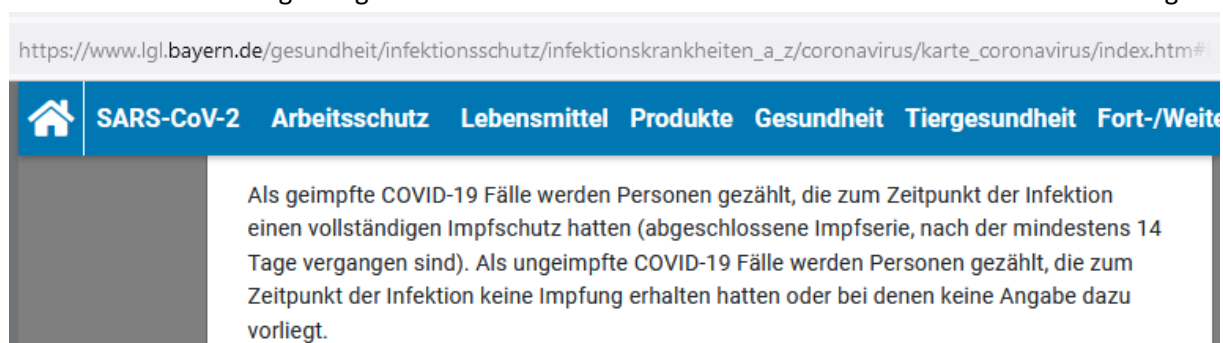 https://www.lgl.bayern.de/gesundheit/infektionsschutz/infektionskrankheiten_a_z/coronavirus/karte_coronavirus/index.htm#
SARS-CoV-2 Arbeitsschutz Lebensmittel Produkte Gesundheit Tiergesundheit Fort-/Weite
Als geimpfte COVID-19 Fälle werden Personen gezählt, die zum Zeitpunkt der Infektion
einen vollständigen Impfschutz hatten (abgeschlossene Impfserie, nach der mindestens 14
Tage vergangen sind). Als ungeimpfte COVID-19 Fälle werden Personen gezählt, die zum
Zeitpunkt der Infektion keine Impfung erhalten hatten oder bei denen keine Angabe dazu
vorliegt.